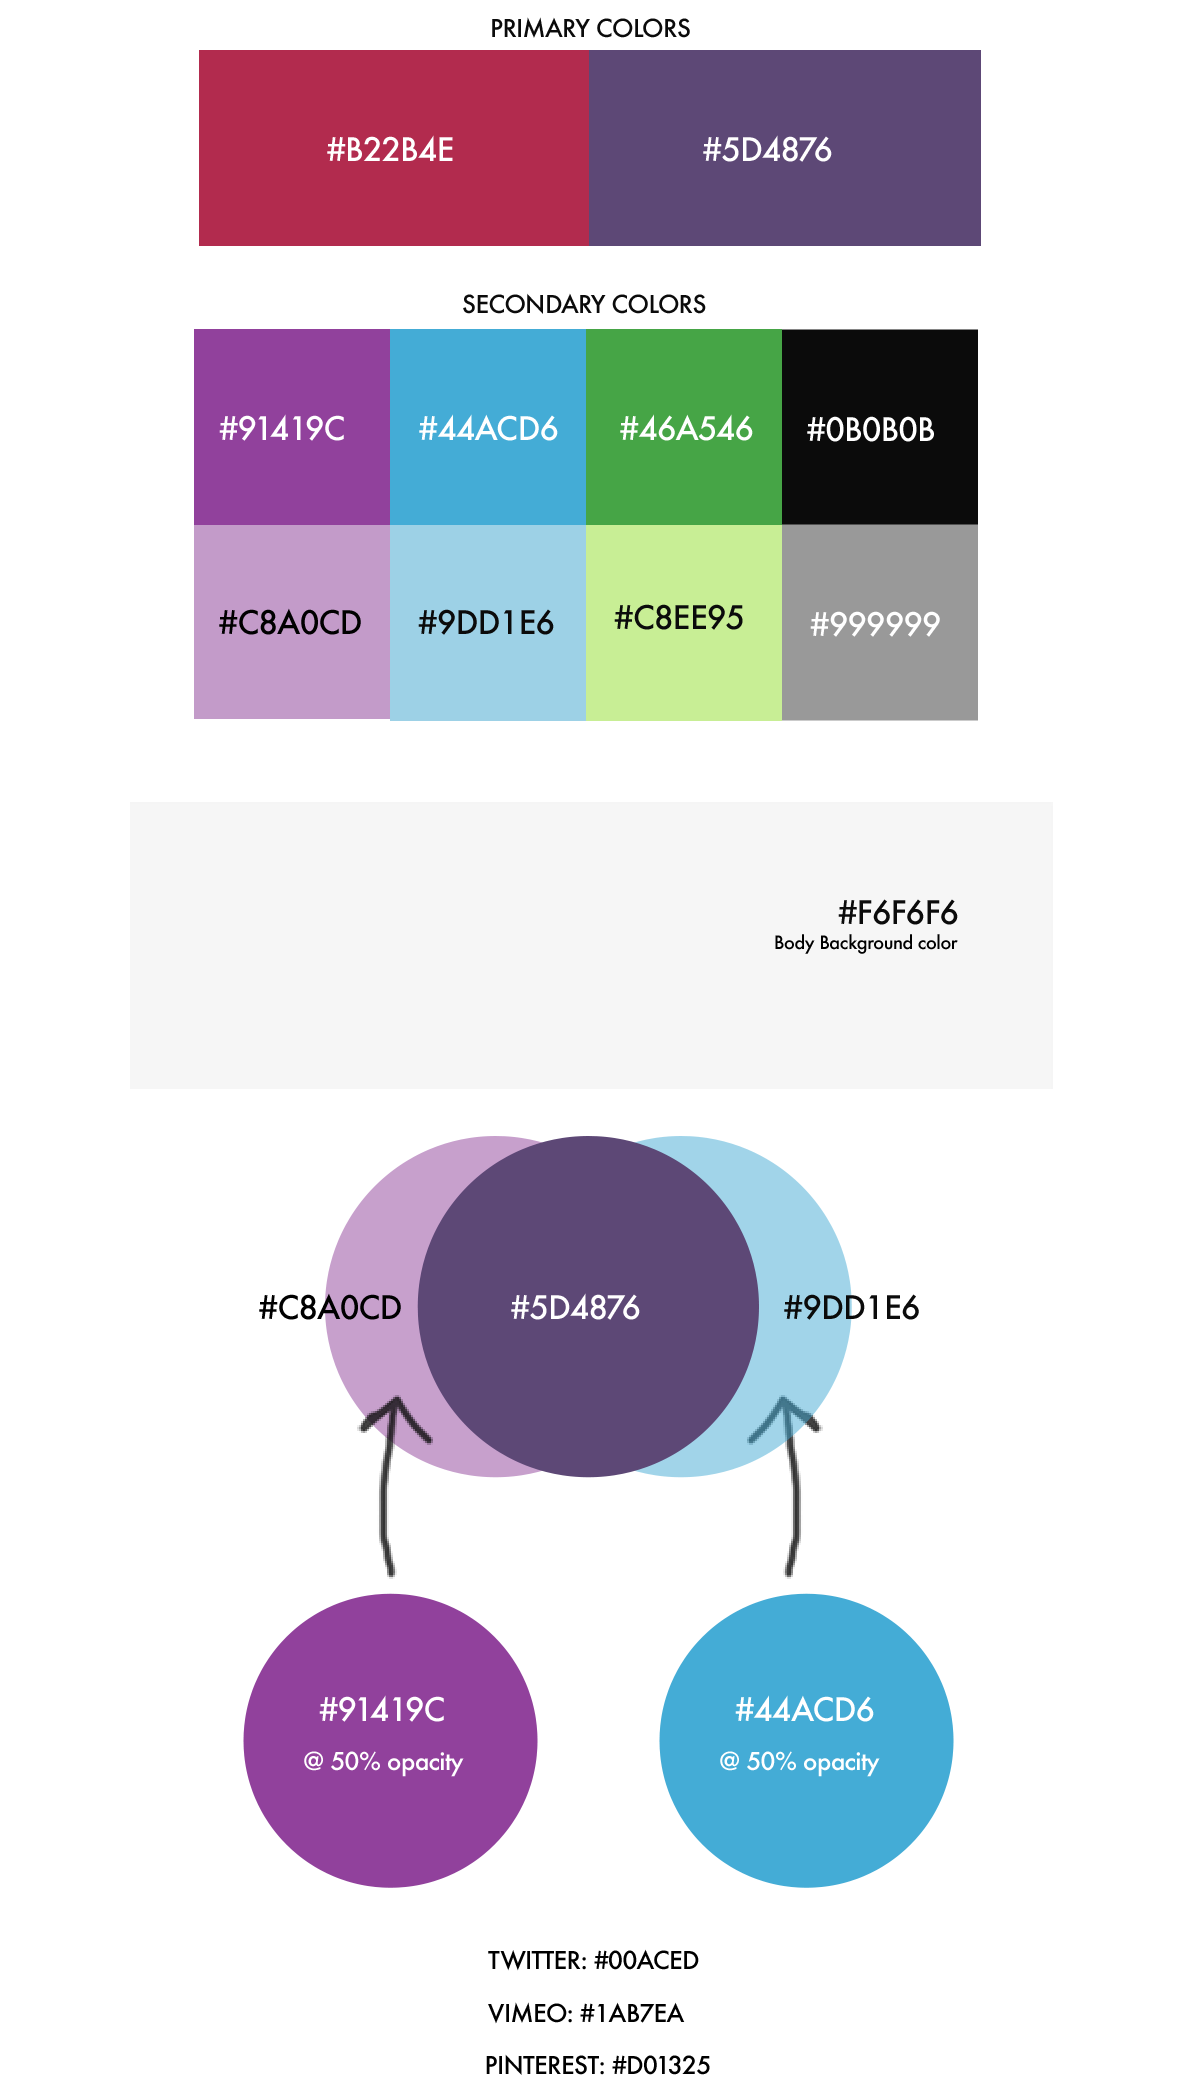 PRIMARY COLORS
#B22B4E
#5D4876
SECONDARY COLORS
#91419C
#44ACD6
#46A546
#0B0B0B
#C8A0CD
#9DD1E6
#C8EE95
#999999
#F6F6F6
Body Background color
#C8A0CD
#5D4876
#9DD1E6
#91419C
@ 50% opacity
#44ACD6
@ 50% opacity
TWITTER: #00ACED
VIMEO: #1AB7EA
PINTEREST: #D01325